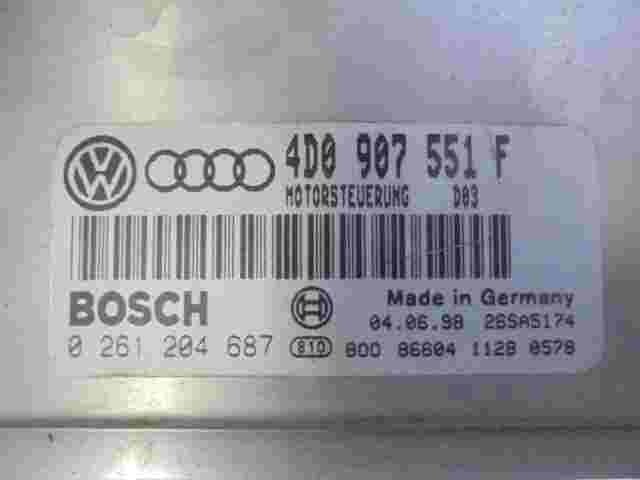 4D0 907 551 F
MOTORSTEUERUNG D03
BOSCH
Made in Germany
04.06.98 26SA5174
0 261 204 687 810 800 86604 1128 0578